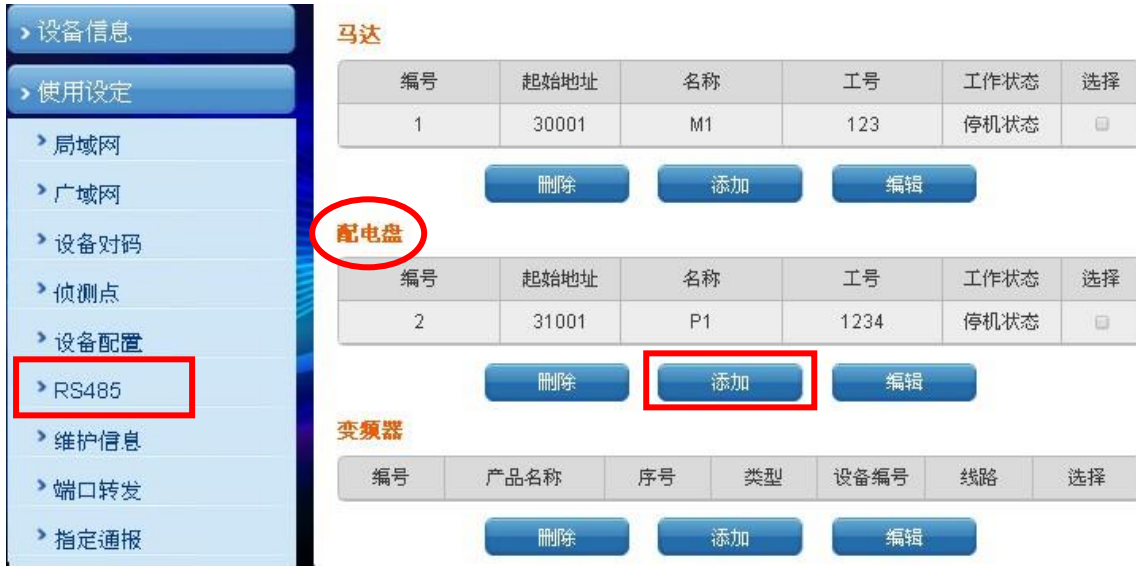 设备信息
使用设定
局域网
广域网
设备对码
侦测点
设备配置
RS485
维护信息
端口转发
指定通报
马达
编号 起始地址 名称 工号 工作状态 选择
1 30001 M1 123 停机状态
删除 添加 编辑
配电盘
编号 起始地址 名称 工号 工作状态 选择
2 31001 P1 1234 停机状态
删除 添加 编辑
变频器
编号 产品名称 序号 类型 设备编号 线路 选择
删除 添加 编辑